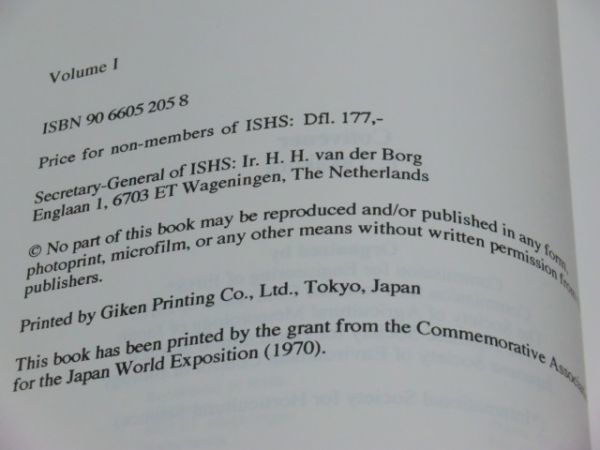 Volume I
ISBN 90 6605 205 8
Price for non-members of ISHS: Dfl. 177,-
Secretary-General of ISHS: Ir. H. H. van der Borg
Englaan 1, 6703 ET Wageningen, The Netherlands
© No part of this book may be reproduced and/or published in any form,
photoprint, microfilm, or any other means without written permission from
publishers.
Printed by Giken Printing Co., Ltd., Tokyo, Japan
This book has been printed by the grant from the Commemorative
for the Japan World Exposition (1970).